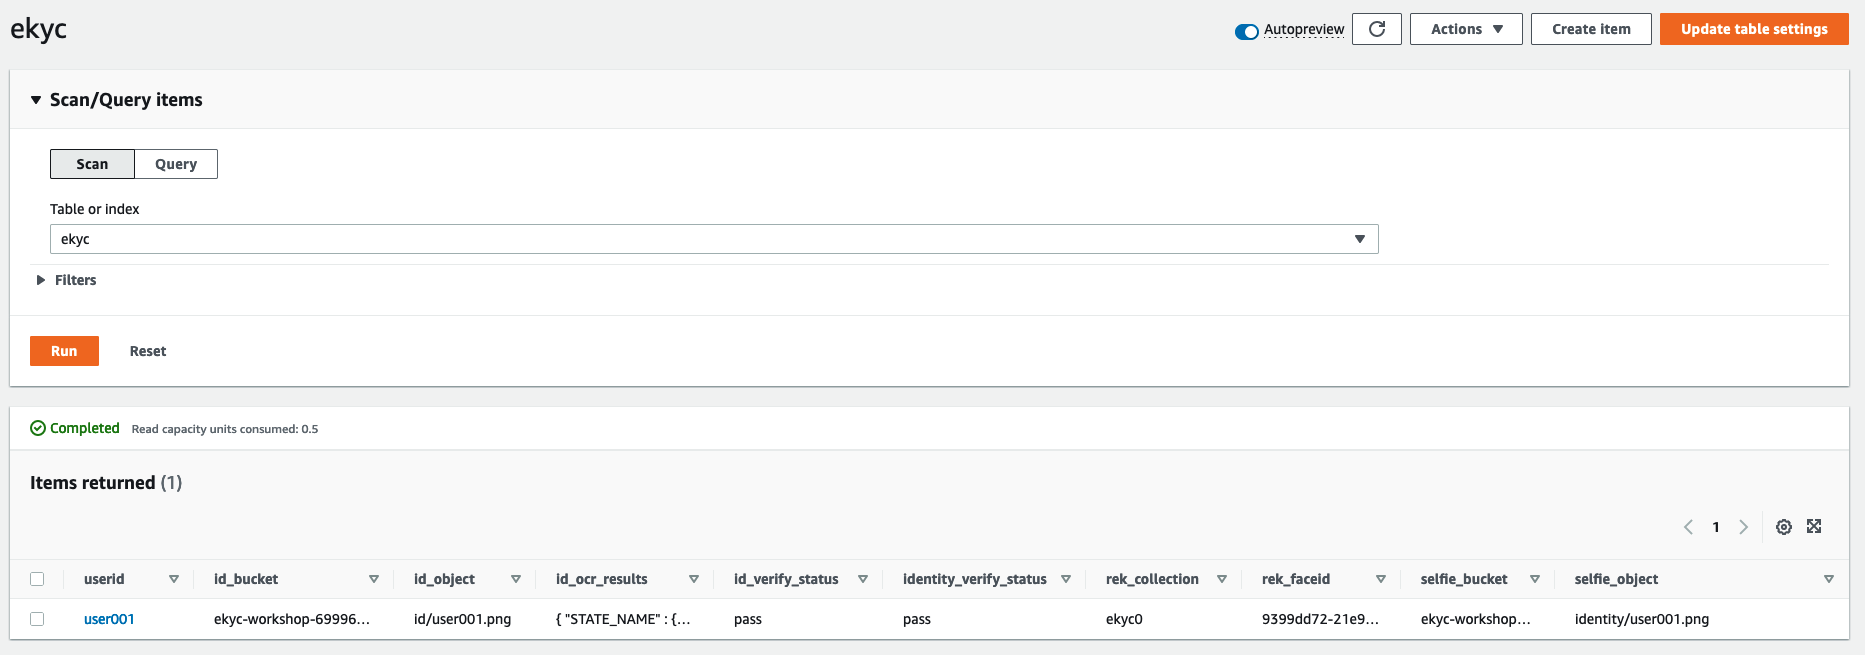 ekyc
Autopreview Actions Create item Update table settings
Scan/Query items
Scan Query
Table or index
ekyc
Filters
Run Reset
Completed Read capacity units consumed: 0.5
Items returned (1)
1
userid id_bucket id_object id_ocr_results id_verify_status identity_verify_status rek_collection rek_faceid selfie_bucket selfie_object
user001 ekyc-workshop-69996... id/user001.png { "STATE_NAME" : {... pass pass ekyc0 9399dd72-21e9... ekyc-workshop... identity/user001.png